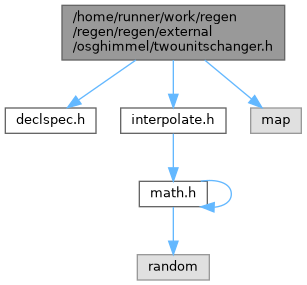 /home/runner/work/regen
/regen/regen/external
/osghimmel/twounitschanger.h
declspec.h
interpolate.h
map
math.h
random